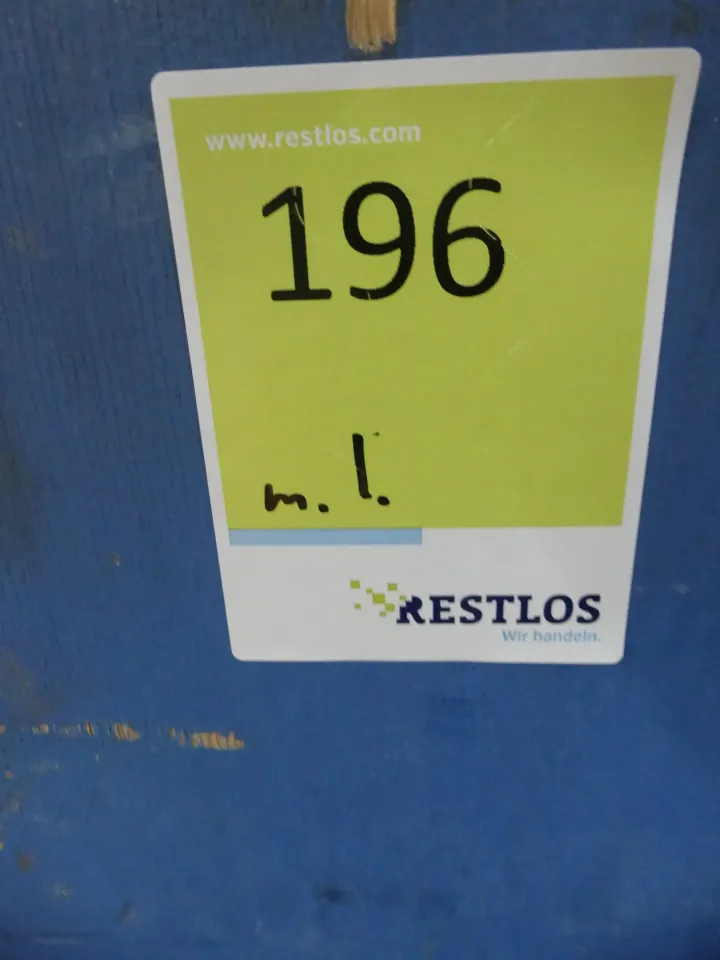 www.restlos.com
196
m. l.
RESTLOS
Wir handeln.